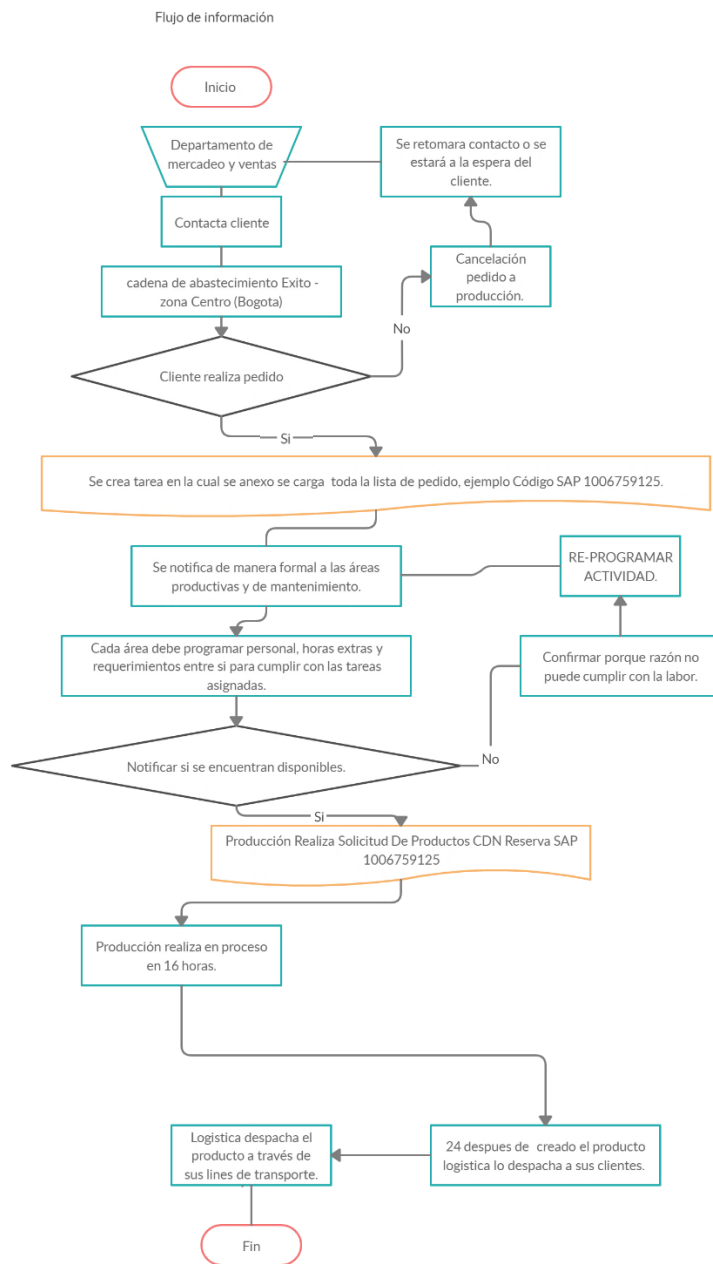 Flujo de información
Inicio
Departamento de
mercadeo y ventas
Se retomara contacto o se
estará a la espera del
cliente.
Contacta cliente
Cancelación
pedido a
producción.
cadena de abastecimiento Exito -
zona Centro (Bogota)
No
Cliente realiza pedido
Si
Se crea tarea en la cual se anexo se carga toda la lista de pedido, ejemplo Código SAP 1006759125.
Se notifica de manera formal a las áreas
productivas y de mantenimiento.
RE-PROGRAMAR
ACTIVIDAD.
Cada área debe programar personal, horas extras y
requerimientos entre si para cumplir con las tareas
asignadas.
Confirmar porque razón no
puede cumplir con la labor.
No
Notificar si se encuentran disponibles.
Si
Producción Realiza Solicitud De Productos CDN Reserva SAP
1006759125
Producción realiza en proceso
en 16 horas.
24 despues de creado el producto
logistica lo despacha a sus clientes.
Logistica despacha el
producto a través de
sus lines de transporte.
Fin